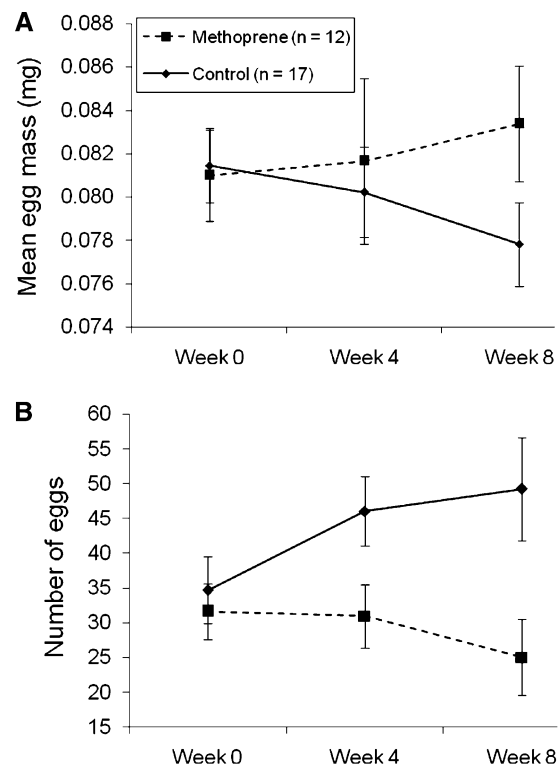 A
Mean egg mass (mg)
0.088
0.086
0.084
0.082
0.080
0.078
0.076
0.074
Methoprene (n = 12)
Control (n = 17)
Week 0 Week 4 Week 8
B
Number of eggs
60
55
50
45
40
35
30
25
20
15
Week 0 Week 4 Week 8